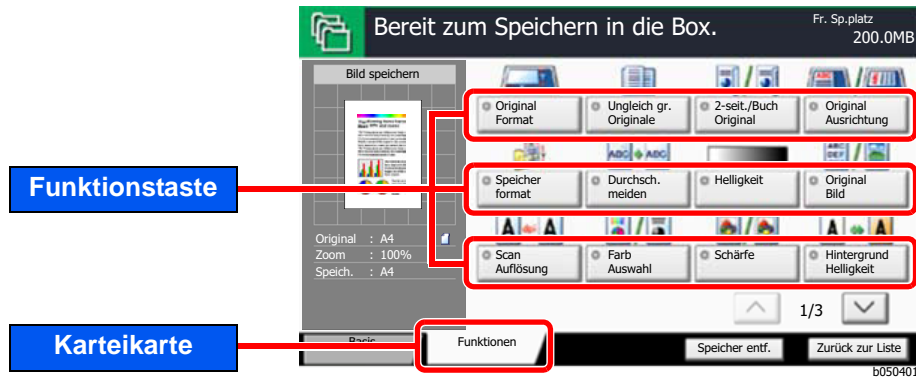 Bereit zum Speichern in die Box.
Fr. Sp.platz
200.0MB
Bild speichern
Original
Format
Ungleich gr.
Originale
2-seit./Buch
Original
Original
Ausrichtung
Funktionstaste
Speicher
format
Durchsch.
meiden
Helligkeit
Original
Bild
Original : A4
Zoom : 100%
Speich. : A4
Scan
Auflösung
Farb
Auswahl
Schärfe
Hintergrund
Helligkeit
1/3
Karteikarte
Basis
Funktionen
Speicher entf.
Zurück zur Liste
b050401